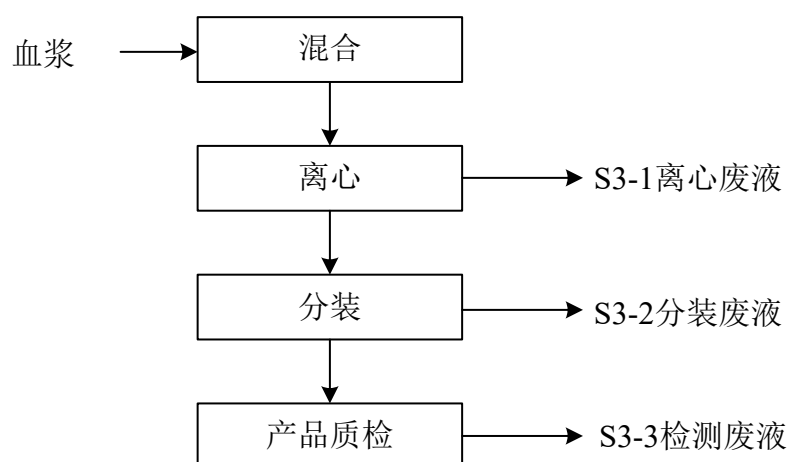 血浆
混合
离心
S3-1离心废液
分装
S3-2分装废液
产品质检
S3-3检测废液